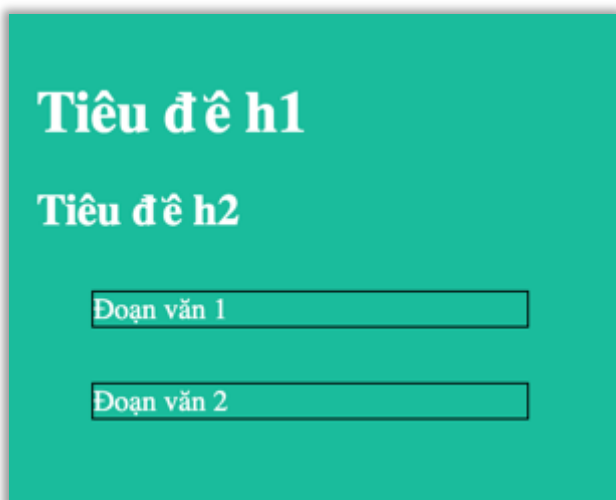 Tiêu đề h1
Tiêu đề h2
Đoạn văn 1
Đoạn văn 2